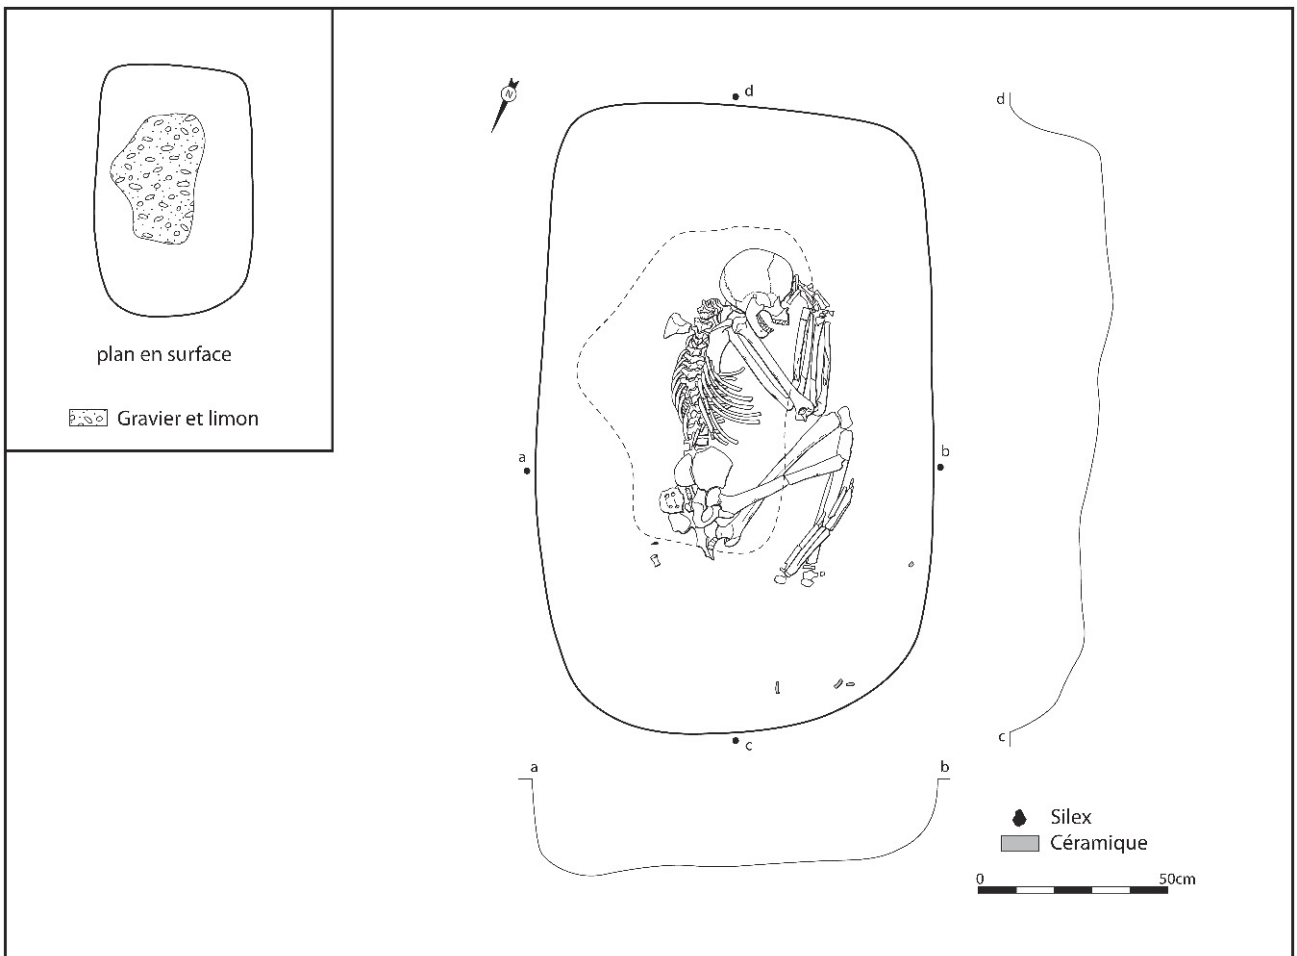 plan en surface
Gravier et limon
N
d
a
b
c
d
c
a
b
Silex
Céramique
0 50cm